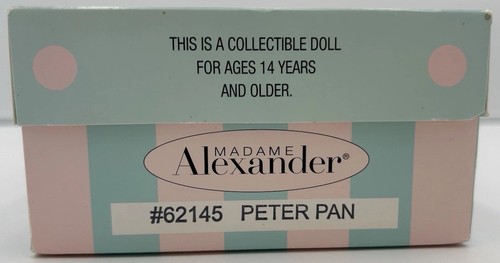 THIS IS A COLLECTIBLE DOLL
FOR AGES 14 YEARS
AND OLDER.
MADAME
Alexander®
#62145 PETER PAN